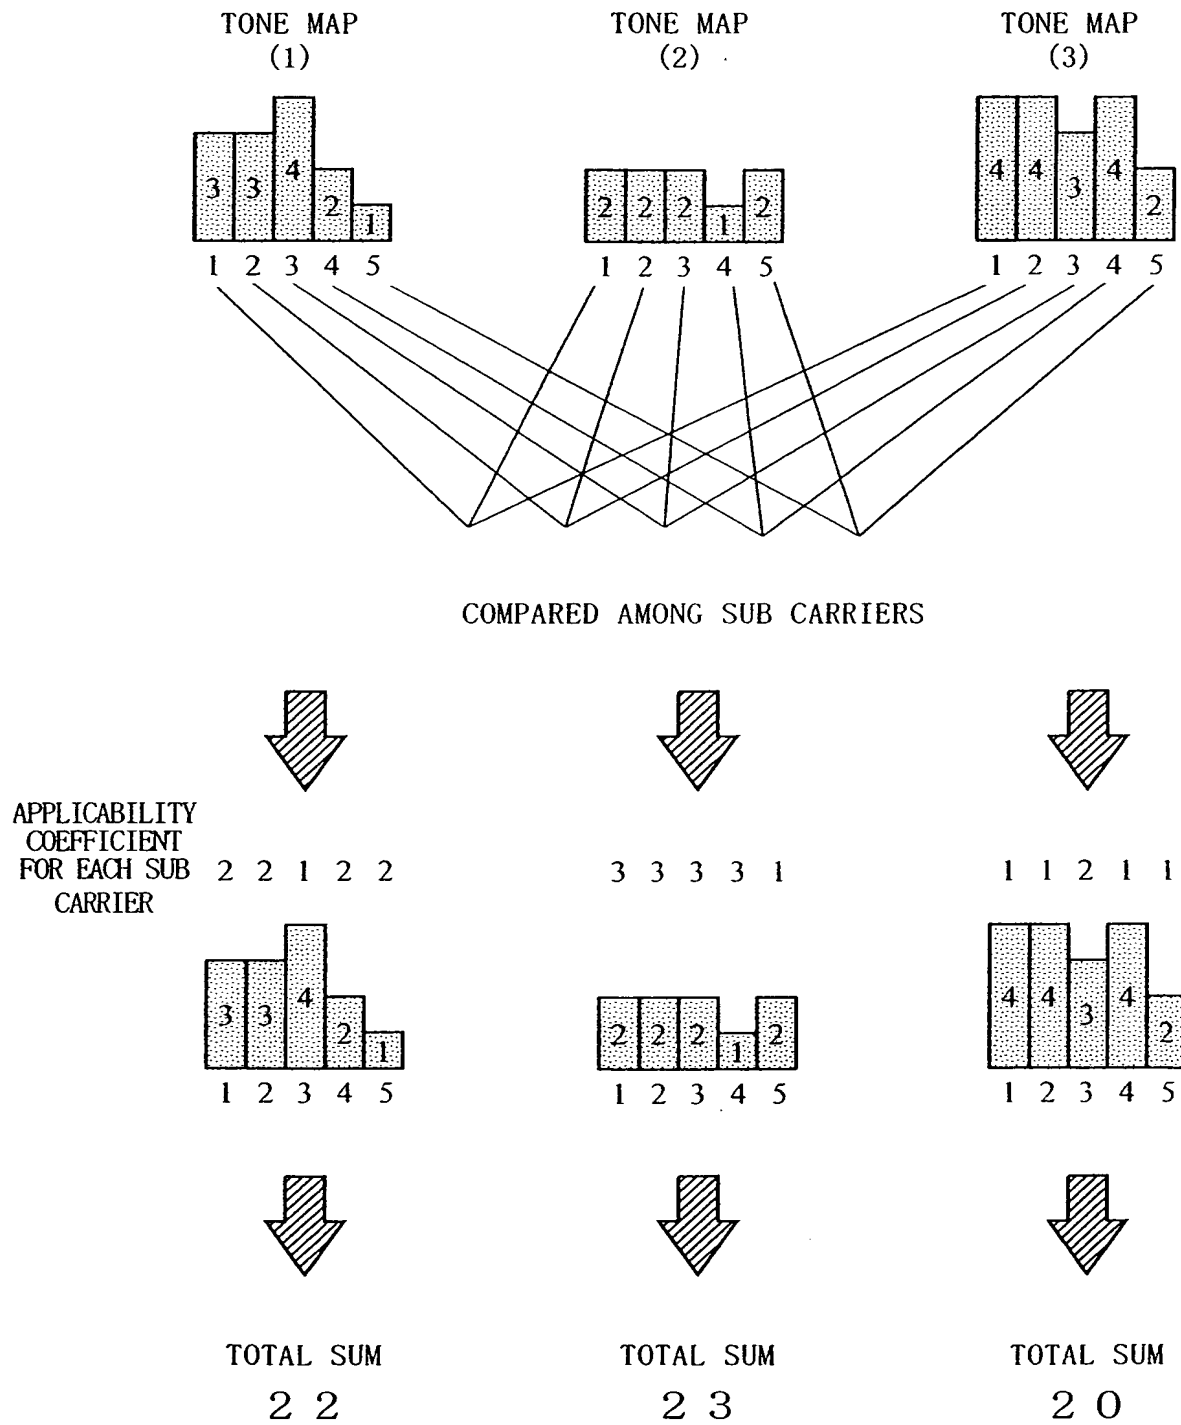 TONE MAP
(1)
TONE MAP
(2)
TONE MAP
(3)
3 3 4 2 1
2 2 2 1 2
4 4 3 4 2
1 2 3 4 5
1 2 3 4 5
1 2 3 4 5
COMPARED AMONG SUB CARRIERS
APPLICABILITY
COEFFICIENT
FOR EACH SUB
CARRIER
2 2 1 2 2
3 3 3 3 1
1 1 2 1 1
3 3 4 2 1
2 2 2 1 2
4 4 3 4 2
1 2 3 4 5
1 2 3 4 5
1 2 3 4 5
TOTAL SUM
22
TOTAL SUM
23
TOTAL SUM
20